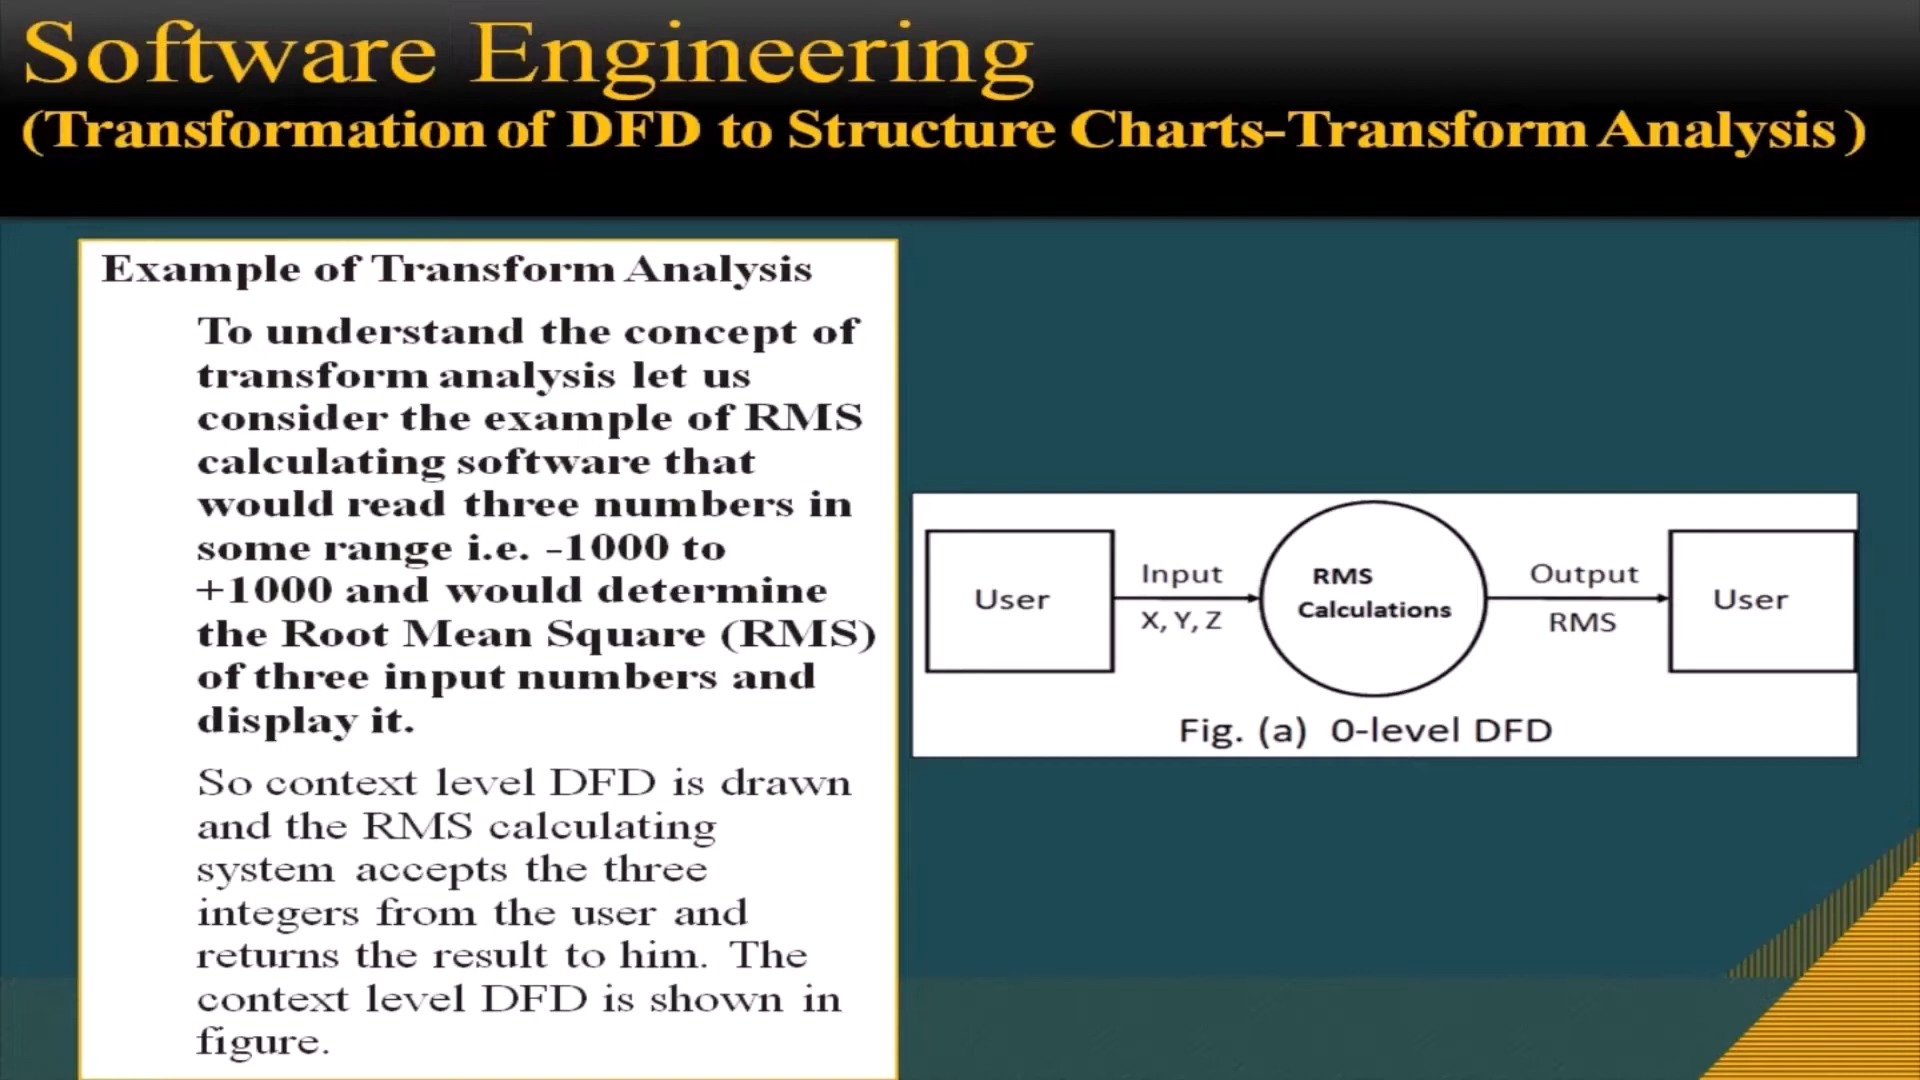 Software Engineering
(Transformation of DFD to Structure Charts-Transform Analysis)
Example of Transform Analysis
To understand the concept of
transform analysis let us
consider the example of RMS
calculating software that
would read three numbers in
some range i.e. -1000 to
+1000 and would determine
the Root Mean Square (RMS)
of three input numbers and
display it.
So context level DFD is drawn
and the RMS calculating
system accepts the three
integers from the user and
returns the result to him. The
context level DFD is shown in
figure.
User
Input
X, Y, Z
RMS
Calculations
Output
RMS
User
Fig. (a) 0-level DFD